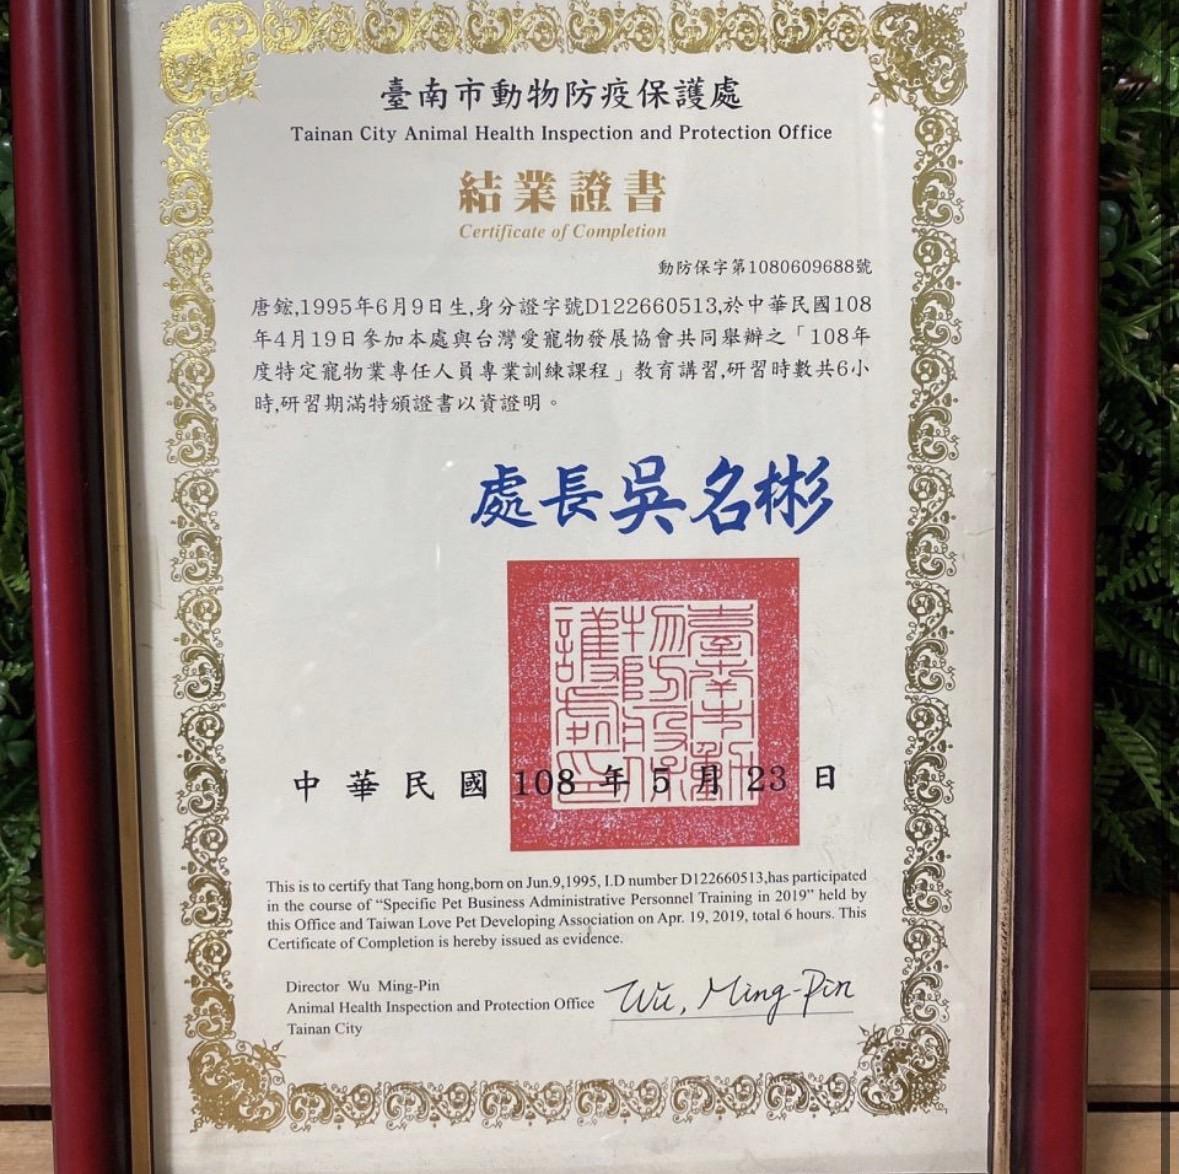 臺南市動物防疫保護處
Tainan City Animal Health Inspection and Protection Office
結業證書
Certificate of Completion
動防保字第1080609688號
唐鋐,1995年6月9日生,身分證字號D122660513,於中華民國108
年4月19日參加本處與台灣愛寵物發展協會共同舉辦之「108年
度特定寵物業專任人員專業訓練課程」教育講習,研習時數共6小
時,研習期滿特頒證書以資證明。
處長吳名彬
臺南市動物防疫保護處印
中華民國108年5月23日
This is to certify that Tang hong,born on Jun.9,1995, I.D number D122660513,has participated
in the course of “Specific Pet Business Administrative Personnel Training in 2019” held by
this Office and Taiwan Love Pet Developing Association on Apr. 19, 2019, total 6 hours. This
Certificate of Completion is hereby issued as evidence.
Director Wu Ming-Pin
Animal Health Inspection and Protection Office
Tainan City
Wu, Ming-Pin